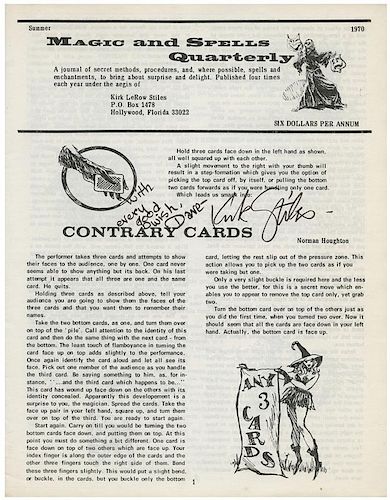 Summer
1970
MAGIC AND SPELLS
QUARTERLY
A journal of secret methods, procedures, and, where possible, spells and
enchantments, to bring about surprise and delight. Published four times
each year under the aegis of
Kirk LeRow Stiles
P.O. Box 1478
Hollywood, Florida 33022
SIX DOLLARS PER ANNUM
Hold three cards face down in the left hand as shown,
all well squared up with each other.
A slight movement to the right with your thumb will
result in a step-formation which gives you the option of
picking the top card off, by itself, or pulling the bottom
two cards forwards as if you were handling only one card.
Which leads us smack into:
with
every
good
wish
Dave
Kirk Stiles
CONTRARY CARDS
Norman Houghton
The performer takes three cards and attempts to show
their faces to the audience, one by one. One card never
seems able to show anything but its back. On his last
attempt it appears that all three are one and the same
card. He quits.
Holding three cards as described above, tell your
audience you are going to show them the faces of the
three cards and that you want them to remember their
names.
Take the two bottom cards, as one, and turn them over
on top of the 'pile'. Call attention to the identity of this
card and then do the same thing with the next card - from
the bottom. The least touch of flamboyance in turning the
card face up on top adds slightly to the performance.
Once again identify the card aloud and let all see its
face. Pick out one member of the audience as you handle
the third card. Be saying something to him, as, for in-
stance, "...and the third card which happens to be..."
This card has wound up face down on the others with its
identity concealed. Apparently this development is a
surprise to you, the magician. Spread the cards. Take the
face up pair in your left hand, square up, and turn them
over on top of the third. You are ready to start again.
Start again. Carry on till you would be turning the two
bottom cards face down, and putting them on top. At this
point you must do something a bit different. One card is
face down on top of two others which are face up. Your
index finger is along the outer edge of the cards and the
other three fingers touch the right side of them. Bend
these three fingers slightly. This would put a slight bend,
or buckle, in the cards, but you buckle only the bottom
card, letting the rest slip out of the pressure zone. This
action allows you to pick up the two cards as if you
were taking but one.
Only a very slight buckle is required here and the less
you use the better, for this is a secret move which en-
ables you to appear to remove the top card only, yet grab
two.
Turn the bottom card over on top of the others just as
you did the first time, when you turned two over. Now it
should seem that all the cards are face down in your left
hand. Actually, the bottom card is face up.
ANY
3
CARDS
1